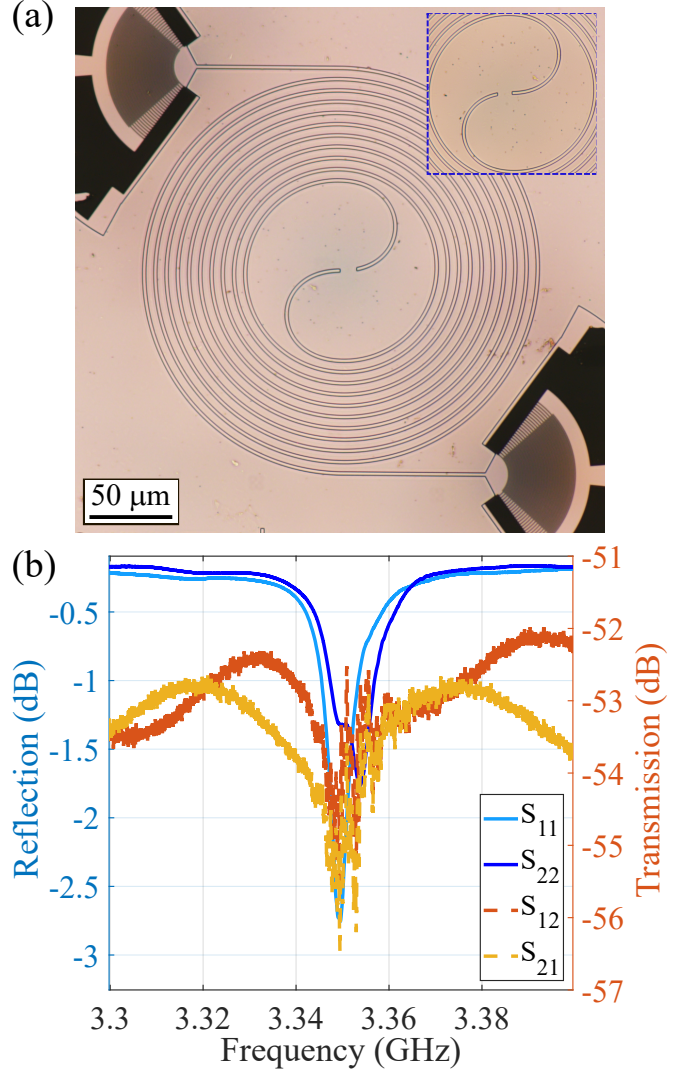 (a)
50 μm
(b)
Reflection (dB)
-0.5
-1
-1.5
-2
-2.5
-3
-51
-52
-53
-54
-55
-56
-57
Transmission (dB)
S11
S22
S12
S21
3.3
3.32
3.34
3.36
3.38
Frequency (GHz)